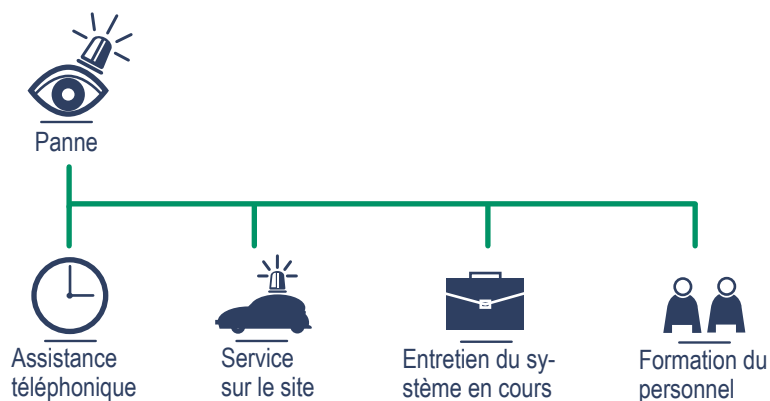 Panne
Assistance
téléphonique
Service
sur le site
Entretien du sy-
stème en cours
Formation du
personnel